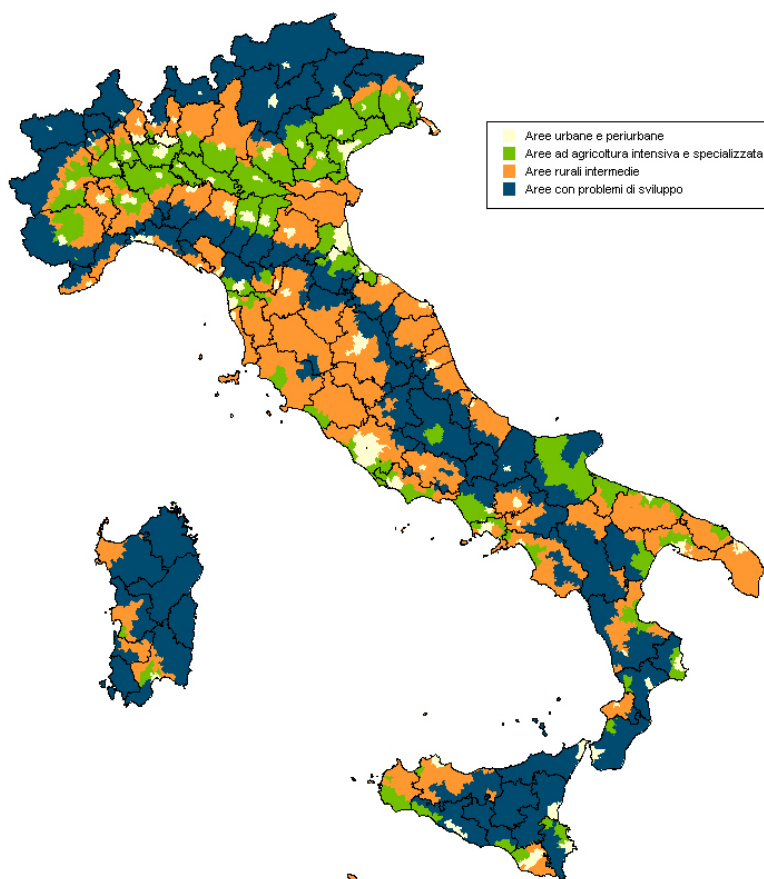 Aree urbane e periurbane
Aree ad agricoltura intensiva e specializzata
Aree rurali intermedie
Aree con problemi di sviluppo